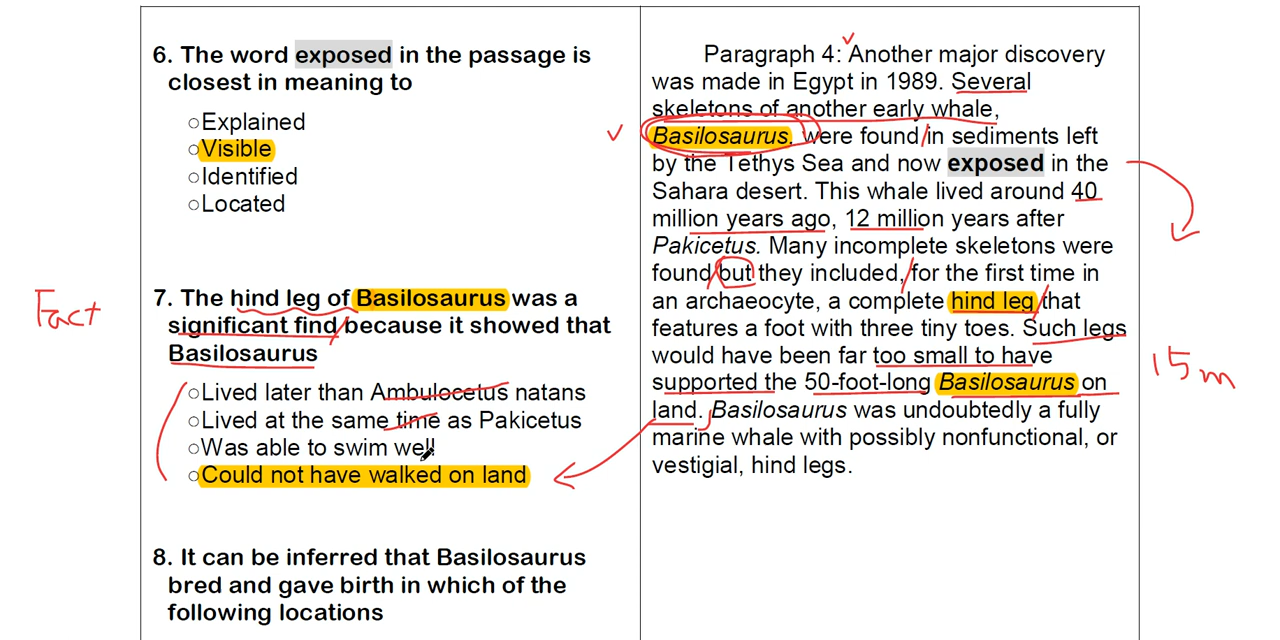 6. The word exposed in the passage is
closest in meaning to
○Explained
○Visible
○Identified
○Located
Fact
7. The hind leg of Basilosaurus was a
significant find because it showed that
Basilosaurus
○Lived later than Ambulocetus natans
○Lived at the same time as Pakicetus
○Was able to swim well
○Could not have walked on land
8. It can be inferred that Basilosaurus
bred and gave birth in which of the
following locations
Paragraph 4: Another major discovery
was made in Egypt in 1989. Several
skeletons of another early whale,
Basilosaurus, were found in sediments left
by the Tethys Sea and now exposed in the
Sahara desert. This whale lived around 40
million years ago, 12 million years after
Pakicetus. Many incomplete skeletons were
found but they included, for the first time in
an archaeocyte, a complete hind leg that
features a foot with three tiny toes. Such legs
would have been far too small to have
supported the 50-foot-long Basilosaurus on
land. Basilosaurus was undoubtedly a fully
marine whale with possibly nonfunctional, or
vestigial, hind legs.
15m